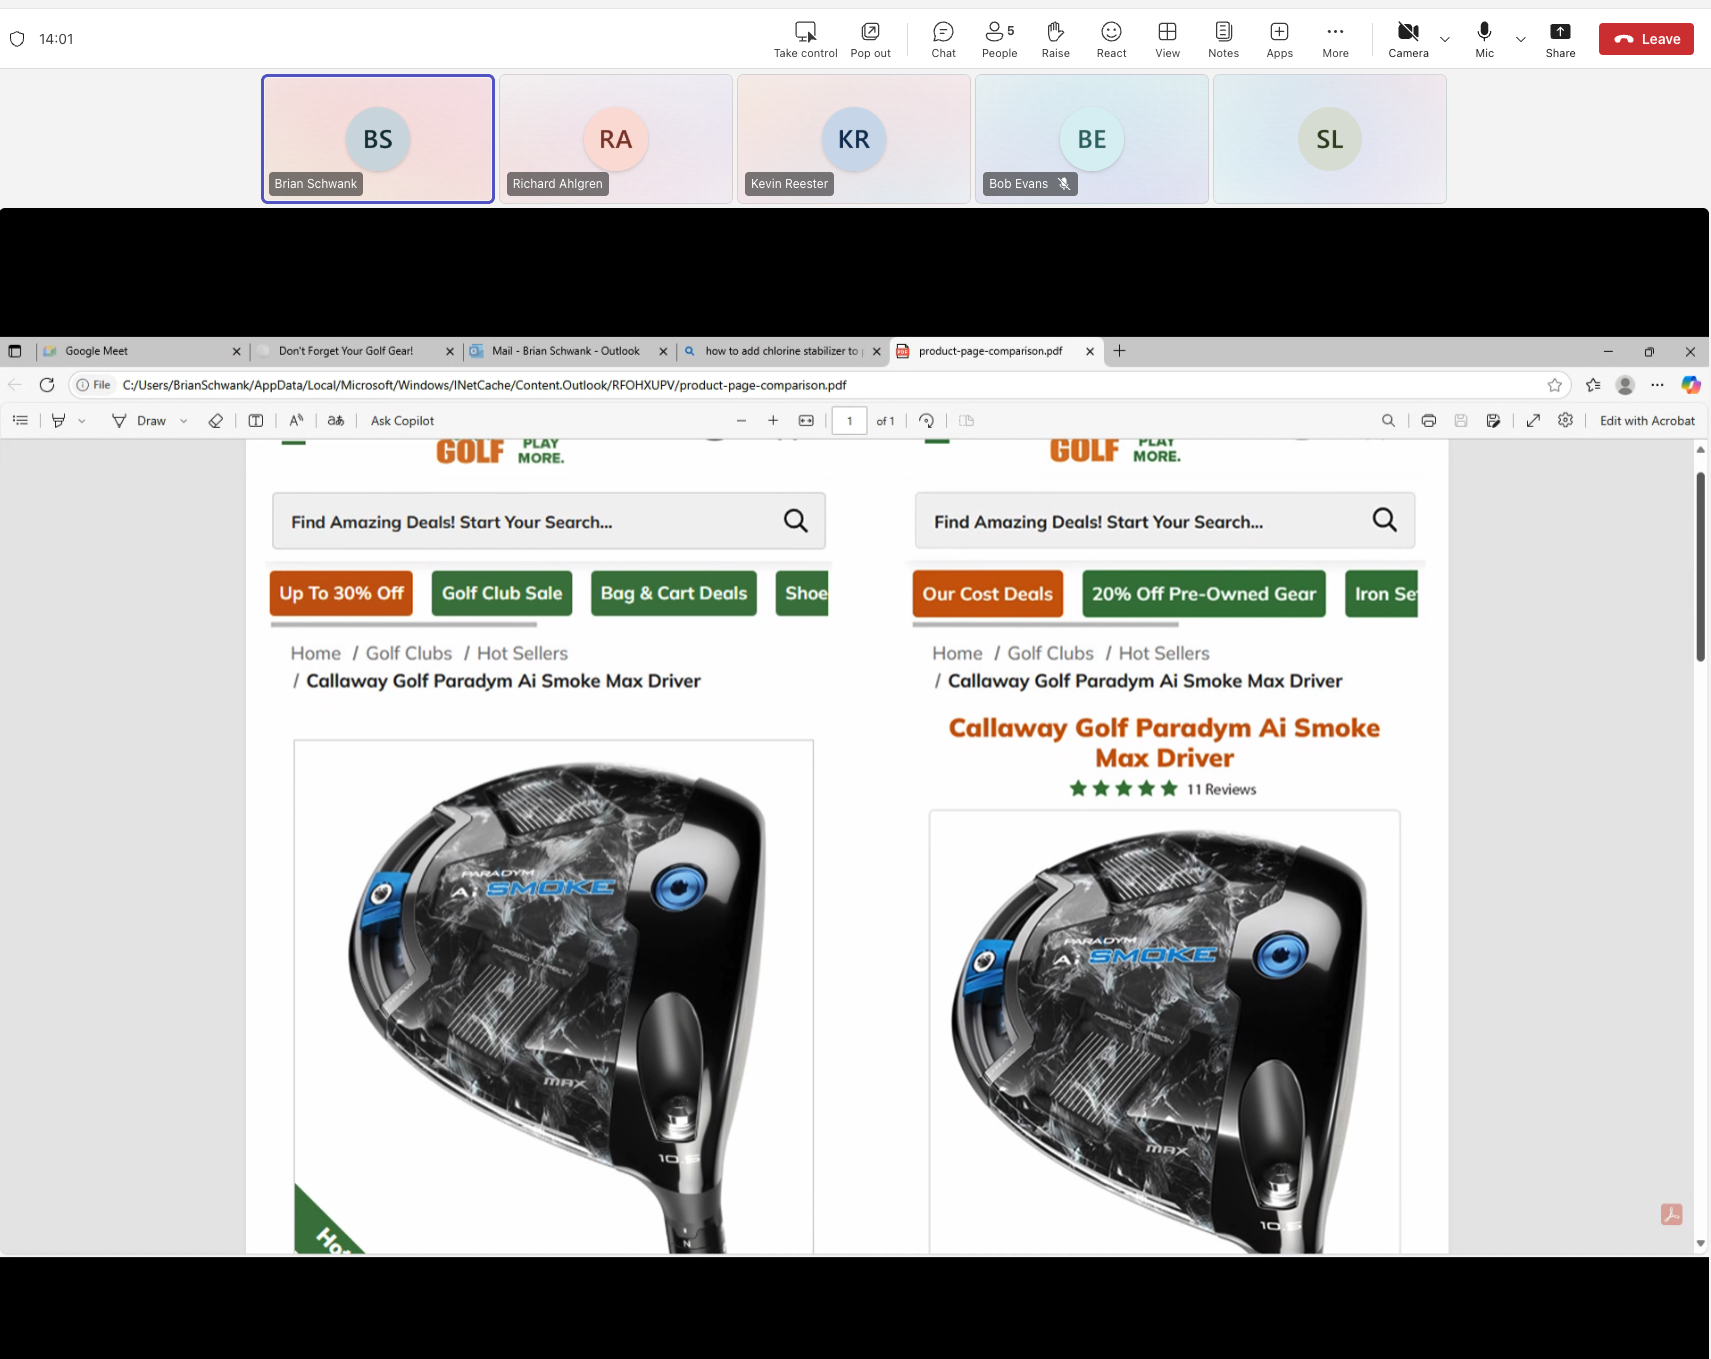 14:01
Take control
Pop out
Chat
5
People
Raise
React
View
Notes
Apps
More
Camera
Mic
Share
Leave
BS
Brian Schwank
RA
Richard Ahlgren
KR
Kevin Reester
BE
Bob Evans
SL
Google Meet
Don't Forget Your Golf Gear!
Mail - Brian Schwank - Outlook
how to add chlorine stabilizer to
product-page-comparison.pdf
File
C:/Users/BrianSchwank/AppData/Local/Microsoft/Windows/INetCache/Content.Outlook/RFOHXUPV/product-page-comparison.pdf
Draw
Ask Copilot
1
of 1
Edit with Acrobat
GOLF
PLAY
MORE.
Find Amazing Deals! Start Your Search...
Up To 30% Off
Golf Club Sale
Bag & Cart Deals
Shoe
Home / Golf Clubs / Hot Sellers
/ Callaway Golf Paradym Ai Smoke Max Driver
PARADYM
Ai SMOKE
FORGED CARBON
MAX
10.5
N
Hot
GOLF
PLAY
MORE.
Find Amazing Deals! Start Your Search...
Our Cost Deals
20% Off Pre-Owned Gear
Iron Se
Home / Golf Clubs / Hot Sellers
/ Callaway Golf Paradym Ai Smoke Max Driver
Callaway Golf Paradym Ai Smoke
Max Driver
11 Reviews
PARADYM
Ai SMOKE
FORGED CARBON
MAX
10.5